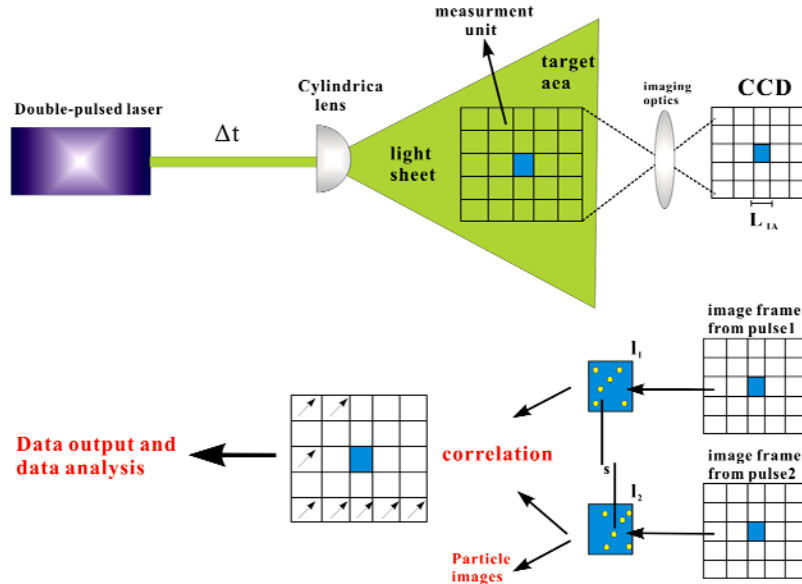 measurment
unit
target
aea
Cylindrica
lens
imaging
optics
CCD
Double-pulsed laser
Δt
light
sheet
L IA
image frame
from pulse1
I1
Data output and
data analysis
correlation
s
image frame
from pulse2
I2
Particle
images